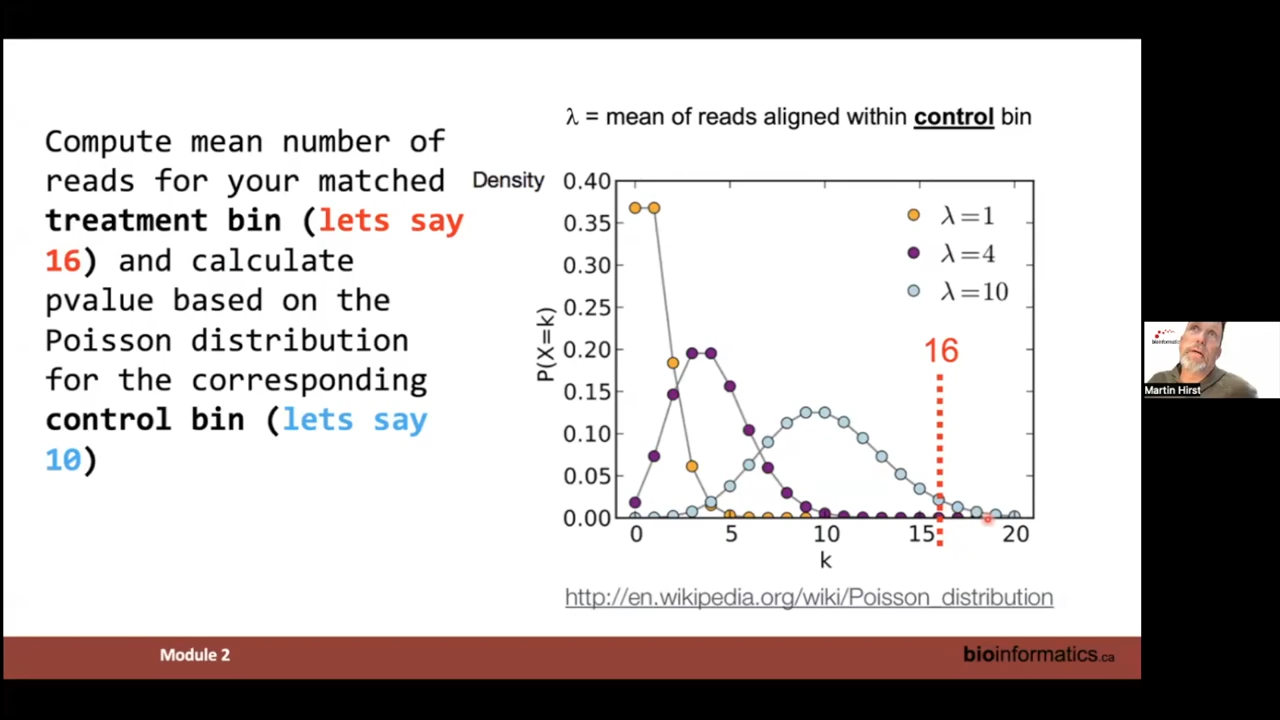 Compute mean number of
reads for your matched
treatment bin (lets say
16) and calculate
pvalue based on the
Poisson distribution
for the corresponding
control bin (lets say
10)
λ = mean of reads aligned within control bin
Density
0.40
0.35
0.30
0.25
0.20
0.15
0.10
0.05
0.00
P(X=k)
λ=1
λ=4
λ=10
16
0 5 10 15 20
k
http://en.wikipedia.org/wiki/Poisson_distribution
Module 2
bioinformatics.ca
bioinformatics
Martin Hirst